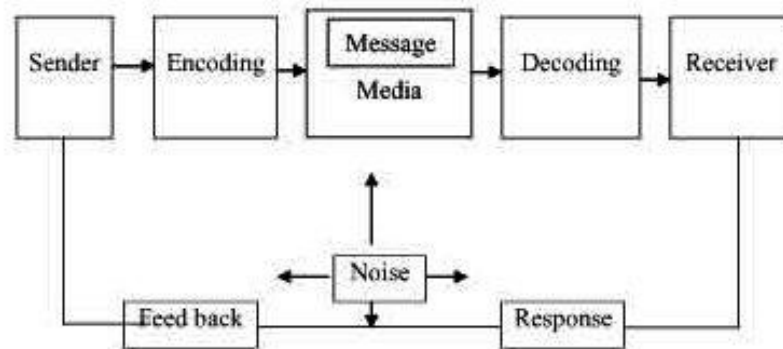 Sender
Encoding
Message
Media
Decoding
Receiver
Noise
Feed back
Response